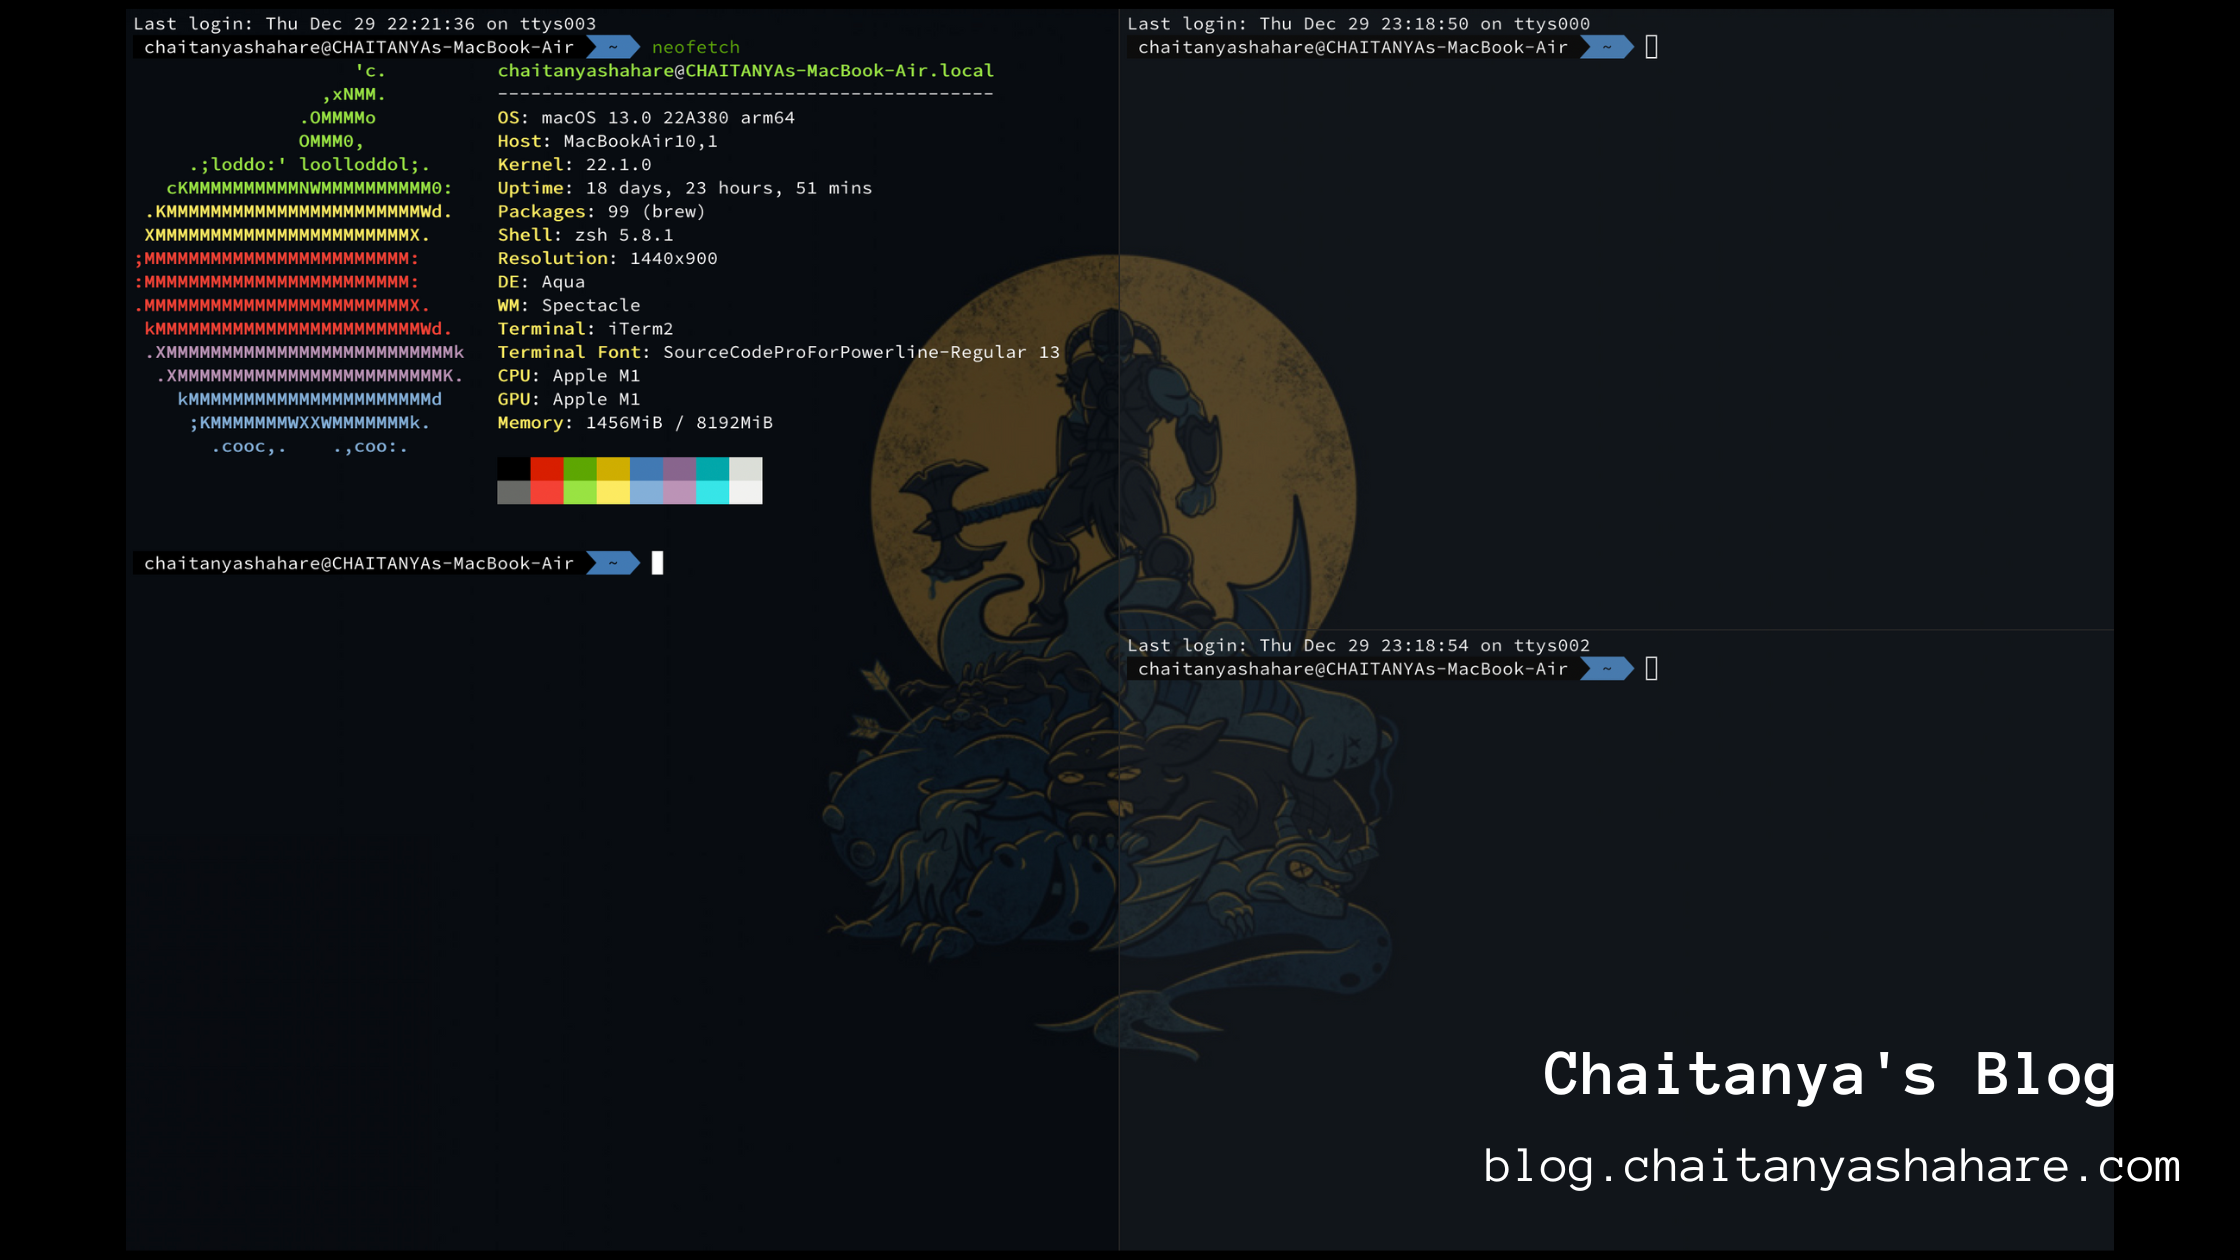 Last login: Thu Dec 29 22:21:36 on ttys003
chaitanyashahare@CHAITANYAs-MacBook-Air ~ neofetch
'c. chaitanyashahare@CHAITANYAs-MacBook-Air.local
,xNMM. ---------------------------------------------
.OMMMMo OS: macOS 13.0 22A380 arm64
OMMM0, Host: MacBookAir10,1
.;loddo:' loolloddol;. Kernel: 22.1.0
cKMMMMMMMMMMNWMMMMMMMMMM0: Uptime: 18 days, 23 hours, 51 mins
.KMMMMMMMMMMMMMMMMMMMMMMMWd. Packages: 99 (brew)
XMMMMMMMMMMMMMMMMMMMMMMMX. Shell: zsh 5.8.1
;MMMMMMMMMMMMMMMMMMMMMMMM: Resolution: 1440x900
:MMMMMMMMMMMMMMMMMMMMMMMM: DE: Aqua
.MMMMMMMMMMMMMMMMMMMMMMMMX. WM: Spectacle
kMMMMMMMMMMMMMMMMMMMMMMMMWd. Terminal: iTerm2
.XMMMMMMMMMMMMMMMMMMMMMMMMMMk Terminal Font: SourceCodeProForPowerline-Regular 13
.XMMMMMMMMMMMMMMMMMMMMMMMMK. CPU: Apple M1
kMMMMMMMMMMMMMMMMMMMMMMd GPU: Apple M1
;KMMMMMMMWXXWMMMMMMMk. Memory: 1456MiB / 8192MiB
.cooc,. .,coo:.
chaitanyashahare@CHAITANYAs-MacBook-Air ~
Last login: Thu Dec 29 23:18:50 on ttys000
chaitanyashahare@CHAITANYAs-MacBook-Air ~
Last login: Thu Dec 29 23:18:54 on ttys002
chaitanyashahare@CHAITANYAs-MacBook-Air ~
Chaitanya's Blog
blog.chaitanyashahare.com